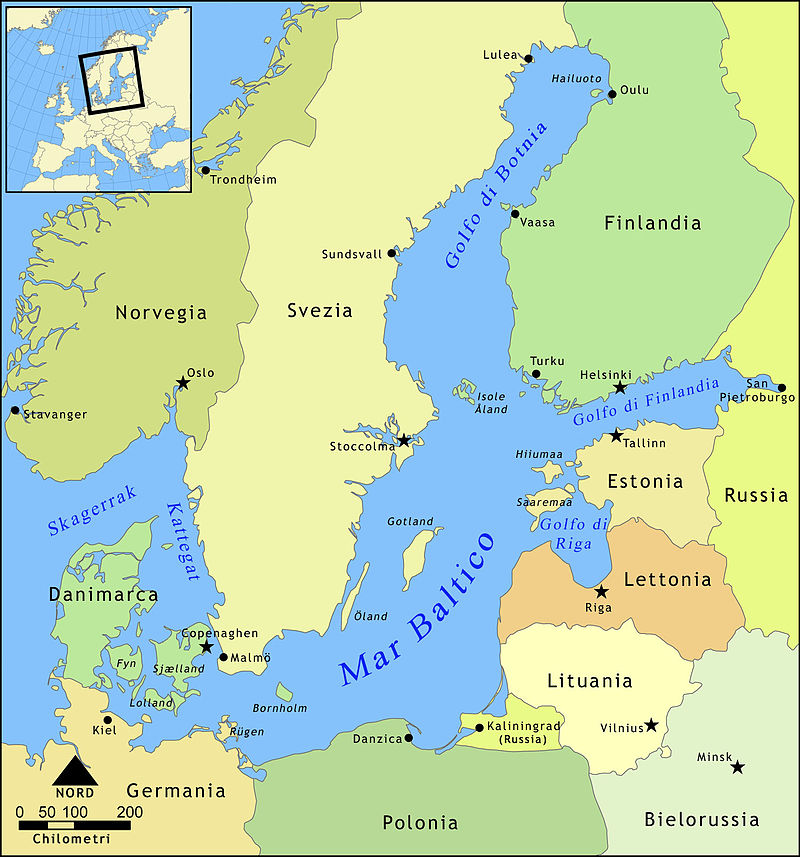 Lulea
Hailuoto
Oulu
Golfo di Botnia
Trondheim
Vaasa
Finlandia
Sundsvall
Norvegia
Svezia
Oslo
Turku
Helsinki
San
Pietroburgo
Isole
Åland
Golfo di Finlandia
Stavanger
Stoccolma
Tallinn
Hiiumaa
Estonia
Russia
Skagerrak
Kattegat
Saaremaa
Gotland
Golfo di
Riga
Mar Baltico
Lettonia
Danimarca
Riga
Öland
Copenaghen
Malmö
Fyn
Sjælland
Lituania
Lolland
Bornholm
Kiel
Rügen
Danzica
Kaliningrad
(Russia)
Vilnius
Minsk
NORD
Germania
0 50 100 200
Chilometri
Polonia
Bielorussia